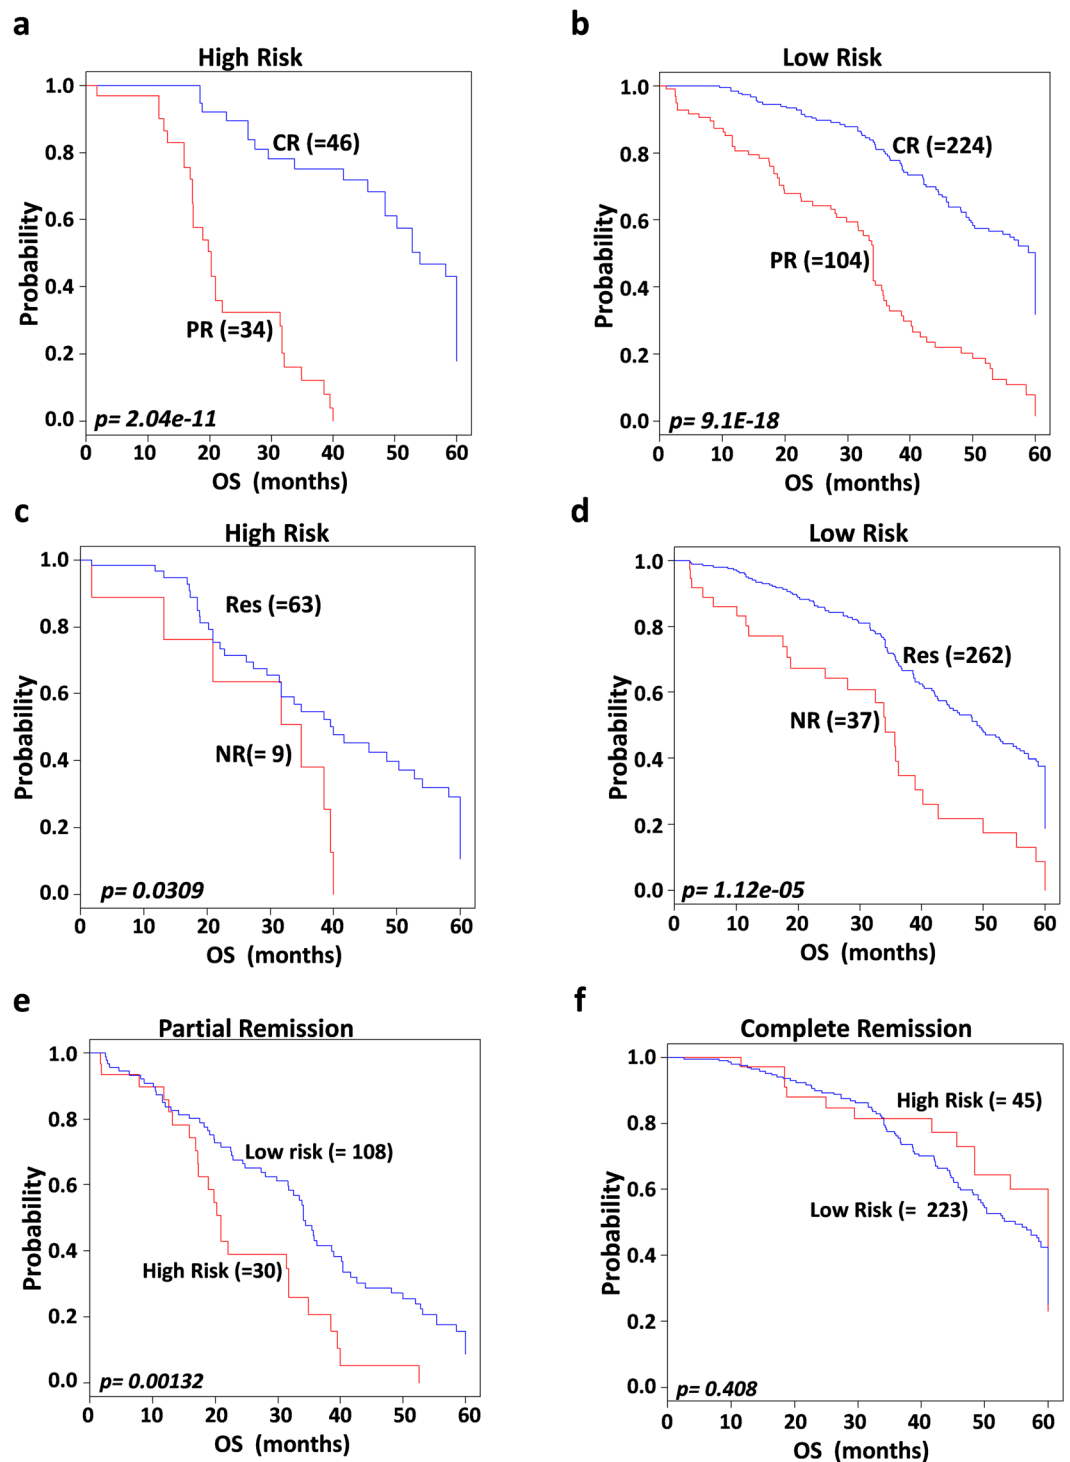 a
High Risk
1.0
0.8
0.6
0.4
0.2
0.0
Probability
CR (=46)
PR (=34)
p= 2.04e-11
0 10 20 30 40 50 60
OS (months)
b
Low Risk
1.0
0.8
0.6
0.4
0.2
0.0
Probability
CR (=224)
PR (=104)
p= 9.1E-18
0 10 20 30 40 50 60
OS (months)
c
High Risk
1.0
0.8
0.6
0.4
0.2
0.0
Probability
Res (=63)
NR(= 9)
p= 0.0309
0 10 20 30 40 50 60
OS (months)
d
Low Risk
1.0
0.8
0.6
0.4
0.2
0.0
Probability
Res (=262)
NR (=37)
p= 1.12e-05
0 10 20 30 40 50 60
OS (months)
e
Partial Remission
1.0
0.8
0.6
0.4
0.2
0.0
Probability
Low risk (= 108)
High Risk (=30)
p= 0.00132
0 10 20 30 40 50 60
OS (months)
f
Complete Remission
1.0
0.8
0.6
0.4
0.2
0.0
Probability
High Risk (= 45)
Low Risk (= 223)
p= 0.408
0 10 20 30 40 50 60
OS (months)